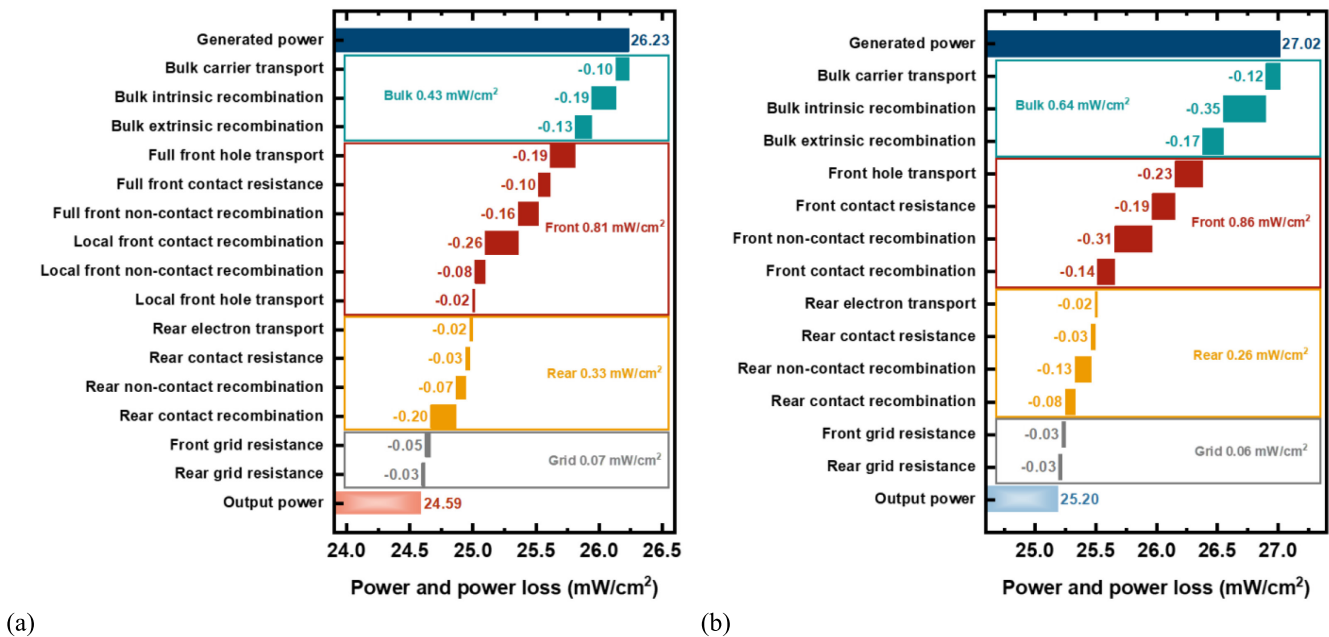 Generated power 26.23
Bulk carrier transport -0.10
Bulk intrinsic recombination -0.19 Bulk 0.43 mW/cm²
Bulk extrinsic recombination -0.13
Full front hole transport -0.19
Full front contact resistance -0.10
Full front non-contact recombination -0.16 Front 0.81 mW/cm²
Local front contact recombination -0.26
Local front non-contact recombination -0.08
Local front hole transport -0.02
Rear electron transport -0.02
Rear contact resistance -0.03 Rear 0.33 mW/cm²
Rear non-contact recombination -0.07
Rear contact recombination -0.20
Front grid resistance -0.05 Grid 0.07 mW/cm²
Rear grid resistance -0.03
Output power 24.59
24.0 24.5 25.0 25.5 26.0 26.5
Power and power loss (mW/cm²)
(a)
Generated power 27.02
Bulk carrier transport -0.12
Bulk intrinsic recombination -0.35 Bulk 0.64 mW/cm²
Bulk extrinsic recombination -0.17
Front hole transport -0.23
Front contact resistance -0.19 Front 0.86 mW/cm²
Front non-contact recombination -0.31
Front contact recombination -0.14
Rear electron transport -0.02
Rear contact resistance -0.03 Rear 0.26 mW/cm²
Rear non-contact recombination -0.13
Rear contact recombination -0.08
Front grid resistance -0.03 Grid 0.06 mW/cm²
Rear grid resistance -0.03
Output power 25.20
25.0 25.5 26.0 26.5 27.0
Power and power loss (mW/cm²)
(b)